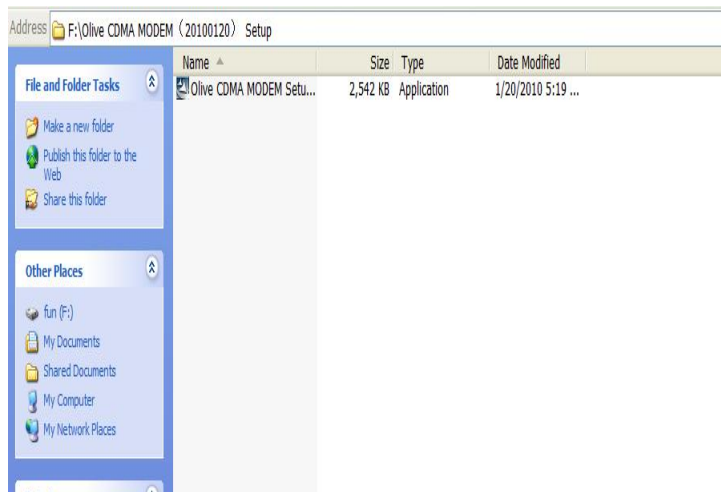 Address F:\Olive CDMA MODEM（20100120） Setup
Name Size Type Date Modified
File and Folder Tasks
Olive CDMA MODEM Setu... 2,542 KB Application 1/20/2010 5:19 ...
Make a new folder
Publish this folder to the
Web
Share this folder
Other Places
fun (F:)
My Documents
Shared Documents
My Computer
My Network Places